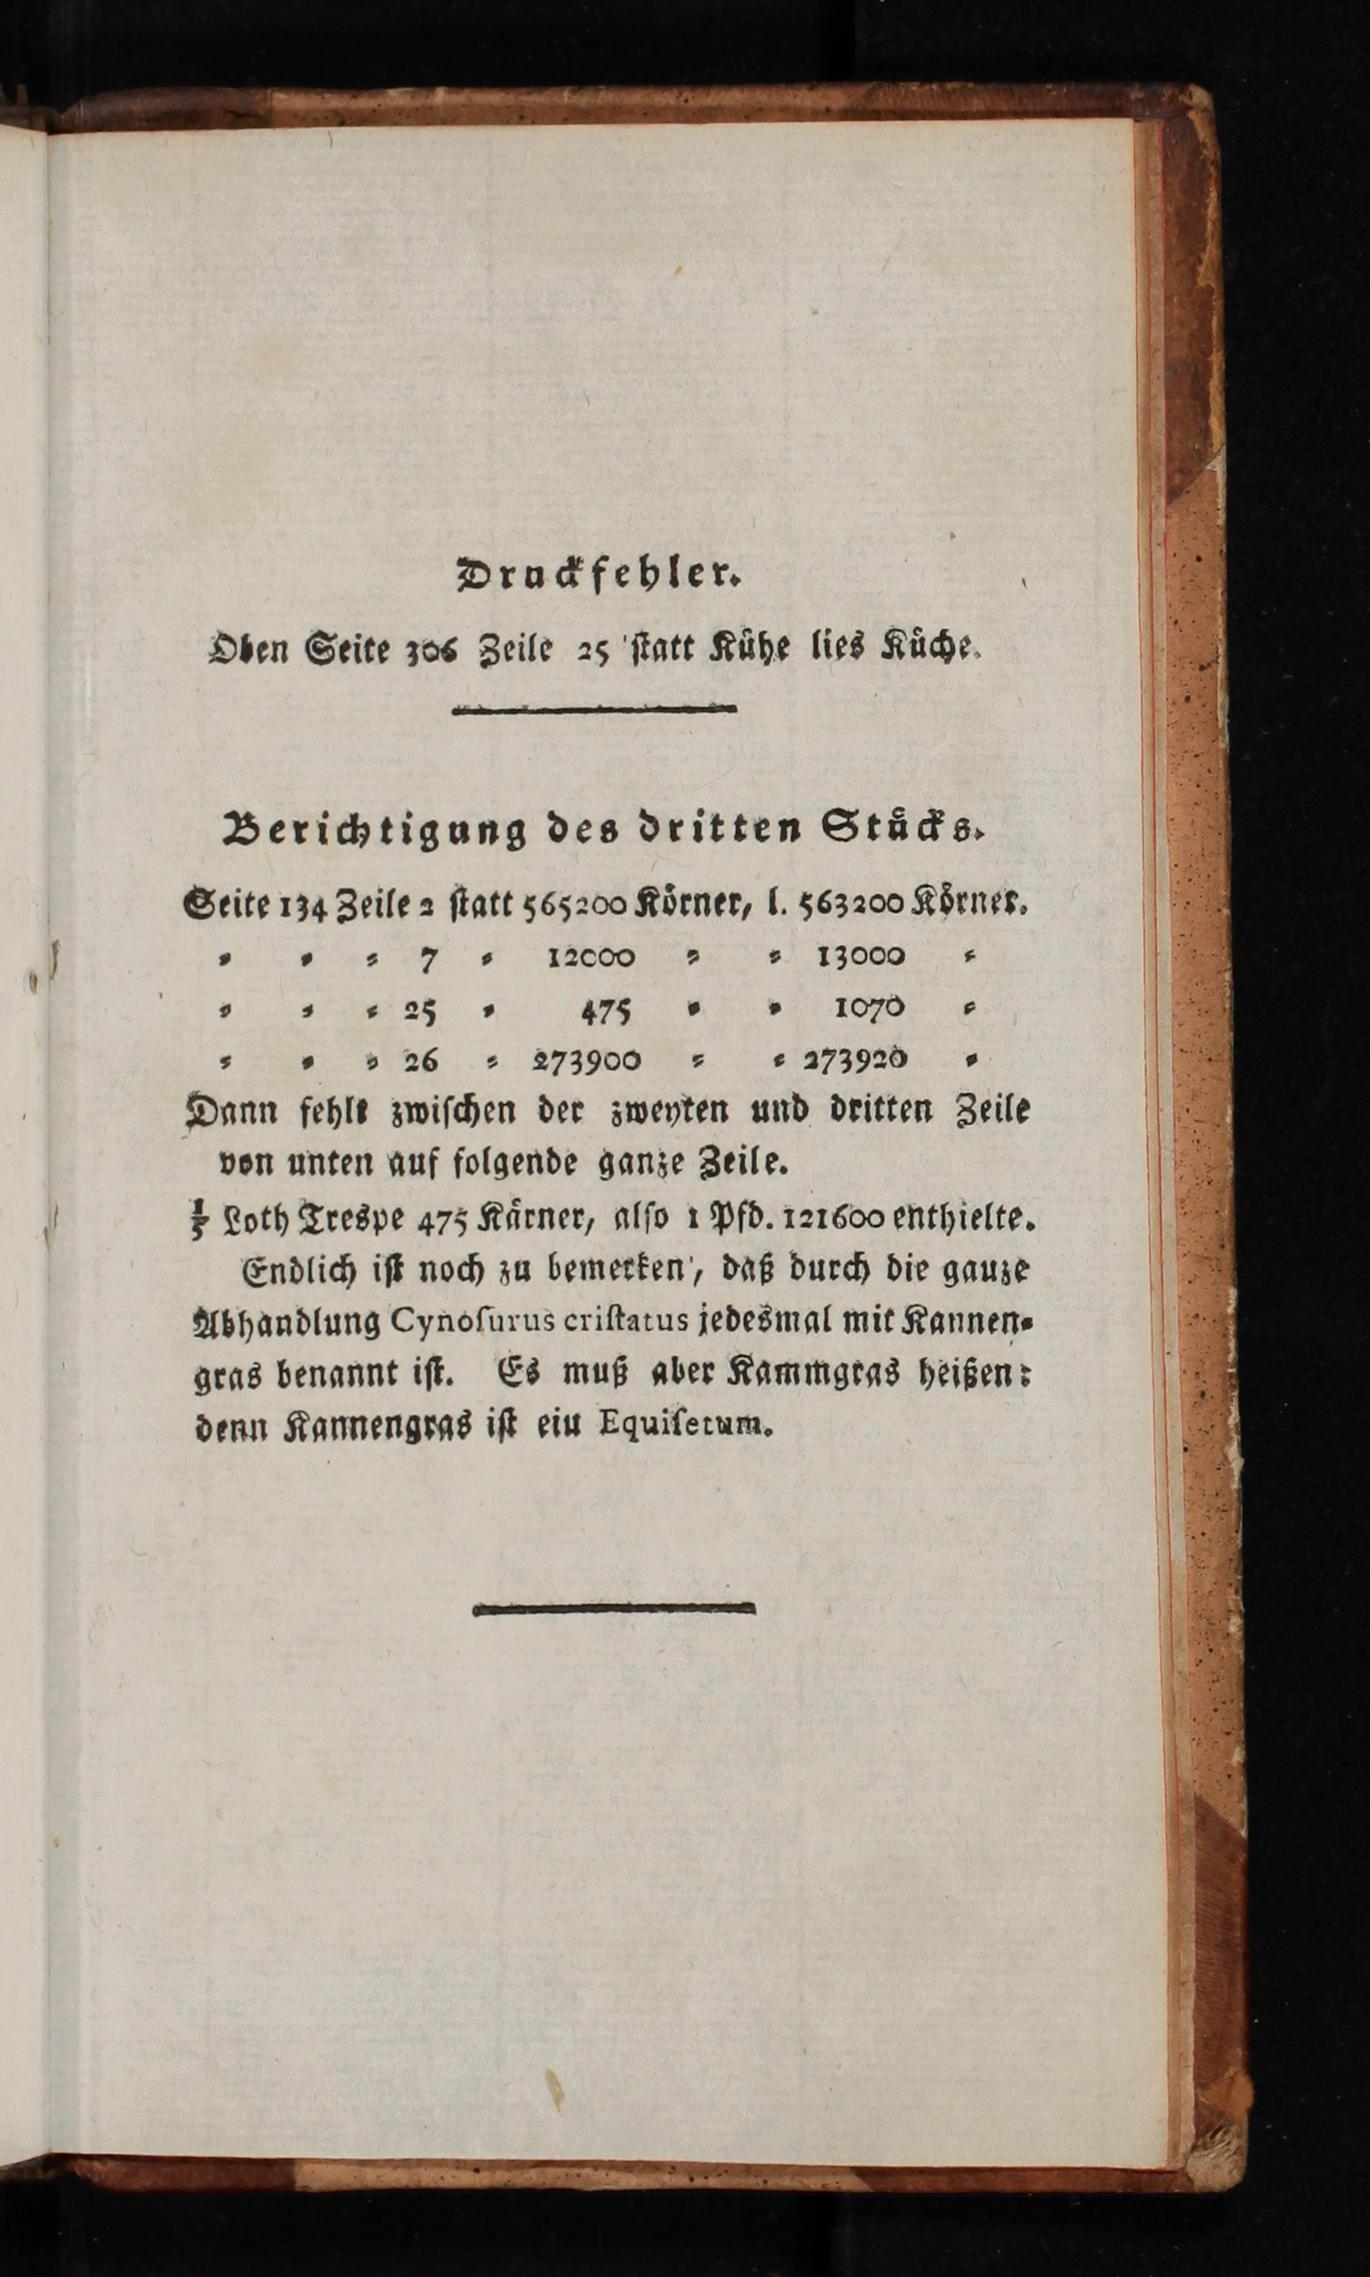 Druckfehler.
Oben Seite 306 Zeile 25 ſtatt Kühe lies Küche.
Berichtigung des dritten Stücks.
Seite 134 Zeile 2 ſtatt 565200 Körner, l. 563200 Körner.
⸗ ⸗ ⸗ 7 ⸗ 12000 ⸗ ⸗ 13000 ⸗
⸗ ⸗ ⸗ 25 ⸗ 475 ⸗ ⸗ 1070 ⸗
⸗ ⸗ ⸗ 26 ⸗ 273900 ⸗ ⸗ 273920 ⸗
Dann fehlt zwiſchen der zweyten und dritten Zeile
von unten auf folgende ganze Zeile.
Loth Trespe 475 Kärner, alſo 1 Pfd. 121600 enthielte.
Endlich iſt noch zu bemerken, daß durch die gauze
Abhandlung Cynoſurus criſtatus jedesmal mit Kannen⸗
gras benannt iſt. Es muß aber Kammgras heißen:
denn Kannengras iſt eiu Equiſetum.